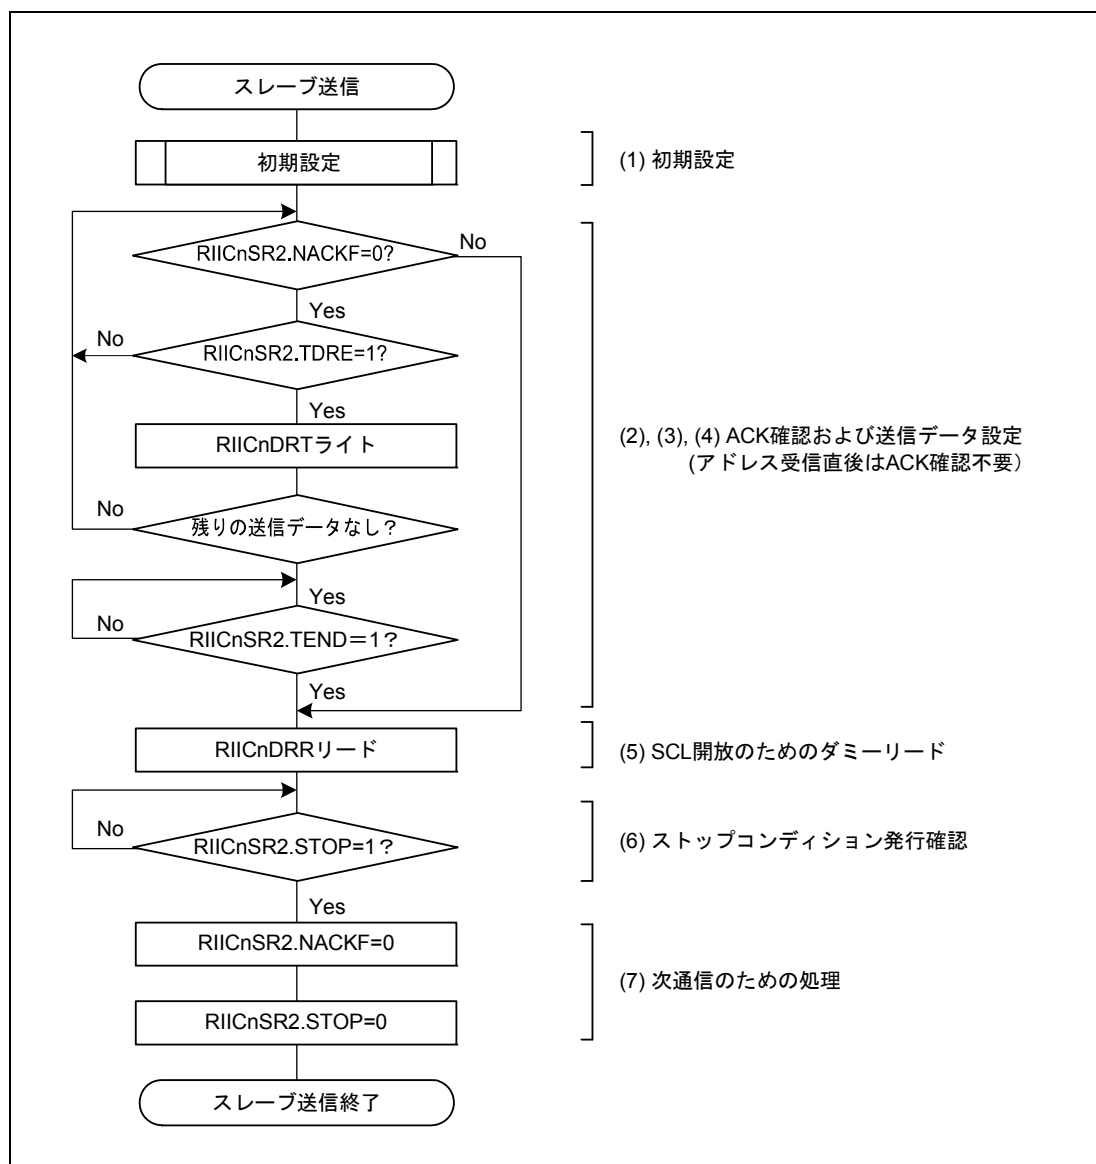 スレーブ送信
初期設定
(1) 初期設定
RIICnSR2.NACKF=0?
No
Yes
RIICnSR2.TDRE=1?
No
Yes
RIICnDRTライト
(2), (3), (4) ACK確認および送信データ設定
(アドレス受信直後はACK確認不要)
残りの送信データなし？
No
Yes
RIICnSR2.TEND＝1？
No
Yes
RIICnDRRリード
(5) SCL開放のためのダミーリード
RIICnSR2.STOP=1？
No
(6) ストップコンディション発行確認
Yes
RIICnSR2.NACKF=0
(7) 次通信のための処理
RIICnSR2.STOP=0
スレーブ送信終了